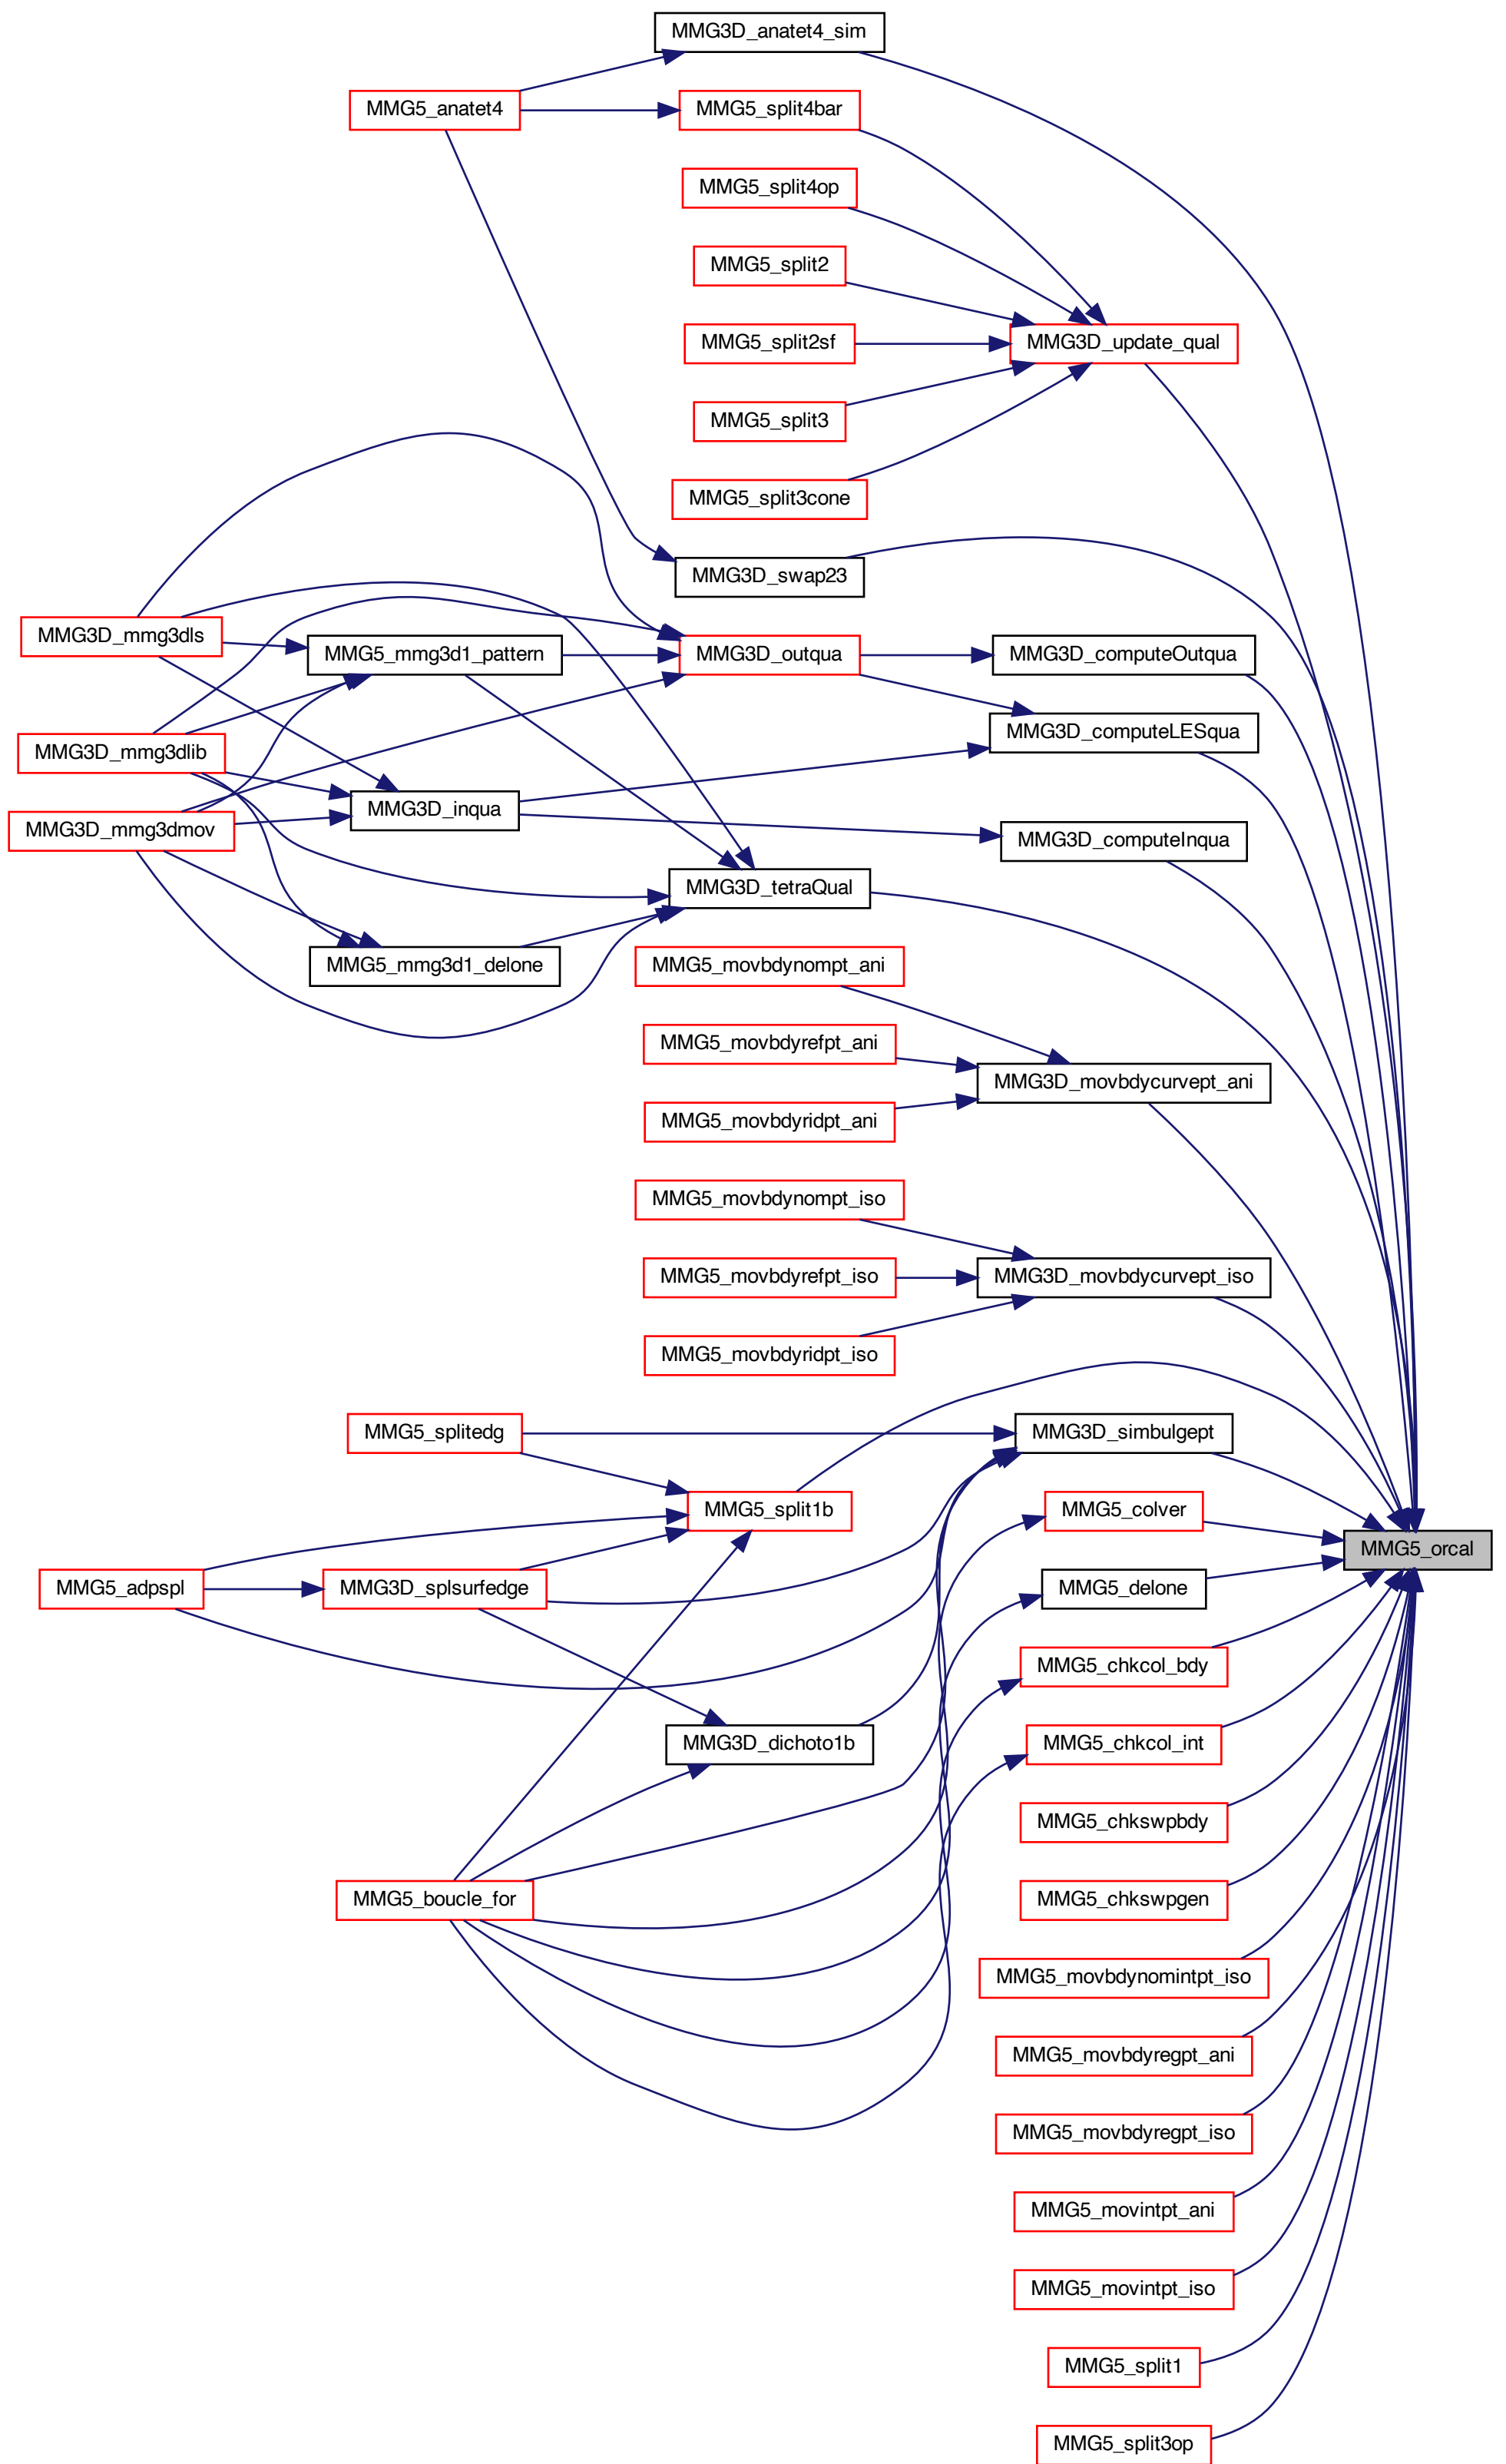 MMG3D_anatet4_sim
MMG5_anatet4
MMG5_split4bar
MMG5_split4op
MMG5_split2
MMG5_split2sf
MMG3D_update_qual
MMG5_split3
MMG5_split3cone
MMG3D_swap23
MMG3D_mmg3dls
MMG5_mmg3d1_pattern
MMG3D_outqua
MMG3D_computeOutqua
MMG3D_computeLESqua
MMG3D_mmg3dlib
MMG3D_inqua
MMG3D_mmg3dmov
MMG3D_computeInqua
MMG3D_tetraQual
MMG5_mmg3d1_delone
MMG5_movbdynompt_ani
MMG5_movbdyrefpt_ani
MMG3D_movbdycurvept_ani
MMG5_movbdyridpt_ani
MMG5_movbdynompt_iso
MMG5_movbdyrefpt_iso
MMG3D_movbdycurvept_iso
MMG5_movbdyridpt_iso
MMG5_splitedg
MMG3D_simbulgept
MMG5_split1b
MMG5_colver
MMG5_orcal
MMG5_adpspl
MMG3D_splsurfedge
MMG5_delone
MMG5_chkcol_bdy
MMG3D_dichoto1b
MMG5_chkcol_int
MMG5_chkswpbdy
MMG5_boucle_for
MMG5_chkswpgen
MMG5_movbdynomintpt_iso
MMG5_movbdyregpt_ani
MMG5_movbdyregpt_iso
MMG5_movintpt_ani
MMG5_movintpt_iso
MMG5_split1
MMG5_split3op